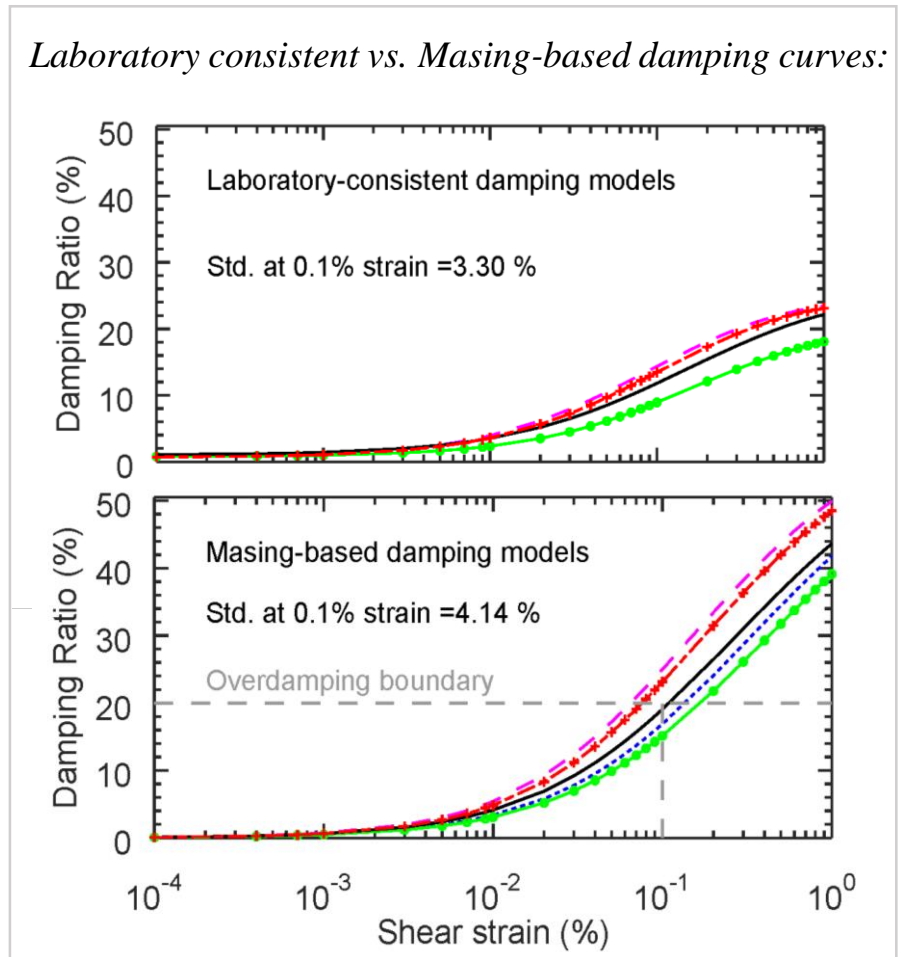 Laboratory consistent vs. Masing-based damping curves:
50
40
30
20
10
0
Damping Ratio (%)
Laboratory-consistent damping models
Std. at 0.1% strain =3.30 %
50
40
30
20
10
0
Damping Ratio (%)
Masing-based damping models
Std. at 0.1% strain =4.14 %
Overdamping boundary
10⁻⁴ 10⁻³ 10⁻² 10⁻¹ 10⁰
Shear strain (%)